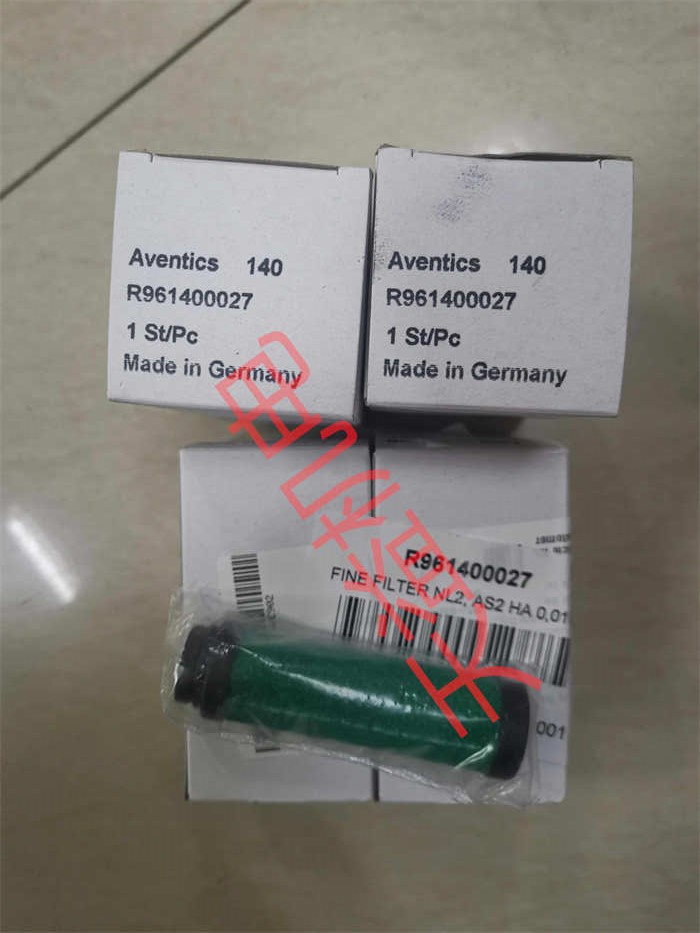 Aventics 140
R961400027
1 St/Pc
Made in Germany
Aventics 140
R961400027
1 St/Pc
Made in Germany
R961400027
FINE FILTER NL2, AS2 HA 0,01
001